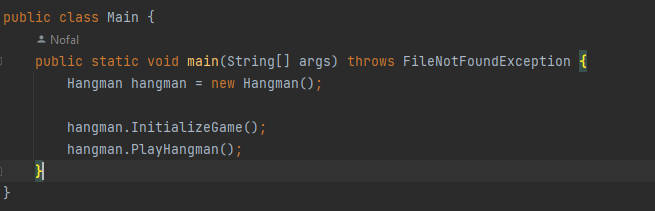 public class Main {
Nofal
public static void main(String[] args) throws FileNotFoundException {
Hangman hangman = new Hangman();
hangman.InitializeGame();
hangman.PlayHangman();
}
}